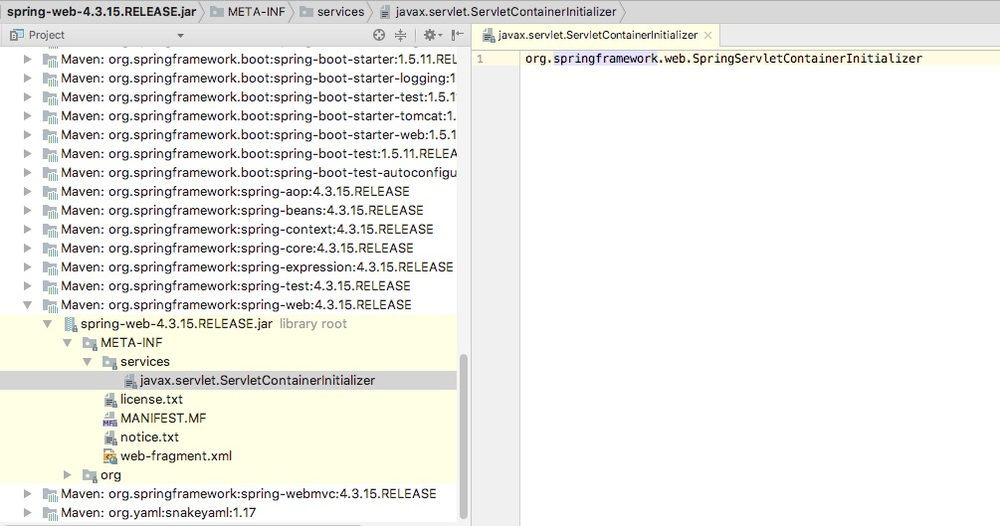 spring-web-4.3.15.RELEASE.jar META-INF services javax.servlet.ServletContainerInitializer
Project
javax.servlet.ServletContainerInitializer
1 org.springframework.web.SpringServletContainerInitializer
Maven: org.springframework.boot:spring-boot-starter:1.5.11.REL
Maven: org.springframework.boot:spring-boot-starter-logging:1
Maven: org.springframework.boot:spring-boot-starter-test:1.5.1
Maven: org.springframework.boot:spring-boot-starter-tomcat:1.
Maven: org.springframework.boot:spring-boot-starter-web:1.5.1
Maven: org.springframework.boot:spring-boot-test:1.5.11.RELEA
Maven: org.springframework.boot:spring-boot-test-autoconfigu
Maven: org.springframework:spring-aop:4.3.15.RELEASE
Maven: org.springframework:spring-beans:4.3.15.RELEASE
Maven: org.springframework:spring-context:4.3.15.RELEASE
Maven: org.springframework:spring-core:4.3.15.RELEASE
Maven: org.springframework:spring-expression:4.3.15.RELEASE
Maven: org.springframework:spring-test:4.3.15.RELEASE
Maven: org.springframework:spring-web:4.3.15.RELEASE
spring-web-4.3.15.RELEASE.jar library root
META-INF
services
javax.servlet.ServletContainerInitializer
license.txt
MANIFEST.MF
notice.txt
web-fragment.xml
org
Maven: org.springframework:spring-webmvc:4.3.15.RELEASE
Maven: org.yaml:snakeyaml:1.17